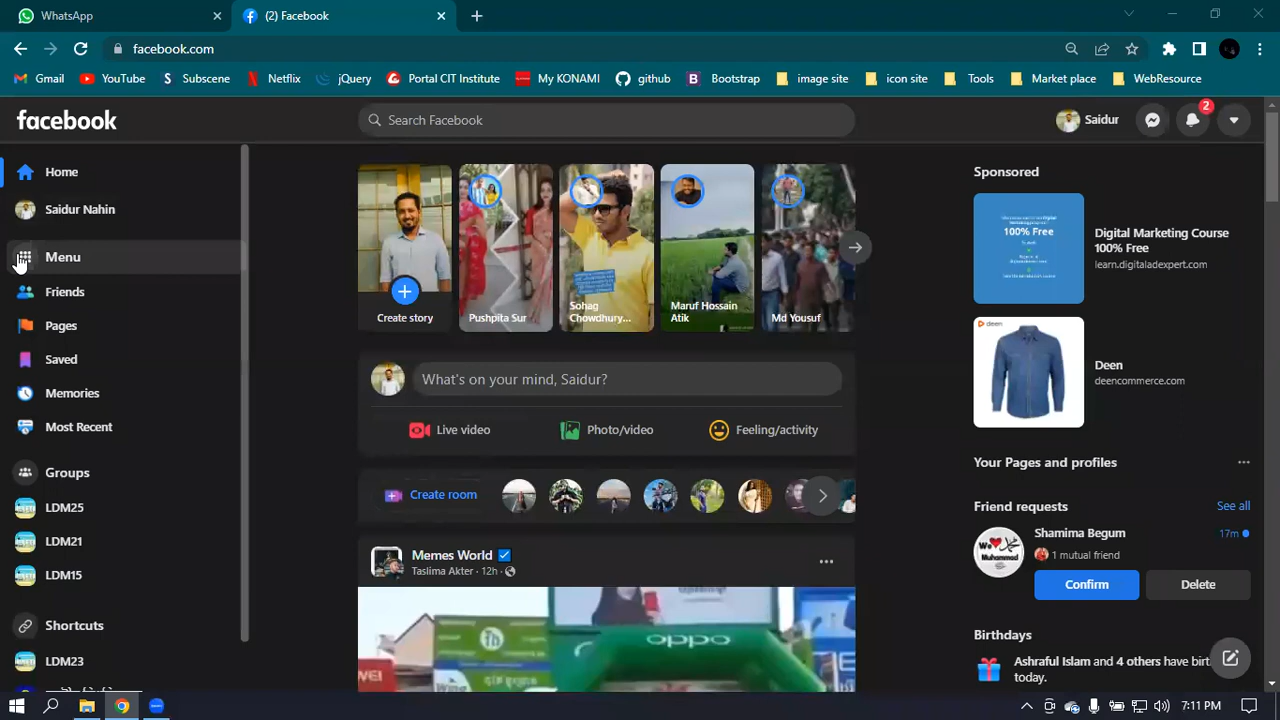 WhatsApp
(2) Facebook
facebook.com
Gmail
YouTube
Subscene
Netflix
jQuery
Portal CIT Institute
My KONAMI
github
Bootstrap
image site
icon site
Tools
Market place
WebResource
facebook
Search Facebook
Saidur
2
Home
Saidur Nahin
Menu
Friends
Pages
Saved
Memories
Most Recent
Groups
LDM25
LDM21
LDM15
Shortcuts
LDM23
Create story
Pushpita Sur
Sohag
Chowdhury...
Maruf Hossain
Atik
Md Yousuf
What's on your mind, Saidur?
Live video
Photo/video
Feeling/activity
Create room
Memes World
Taslima Akter · 12h ·
oppo
Sponsored
100% Free
Digital Marketing Course
100% Free
learn.digitaladexpert.com
deen
Deen
deencommerce.com
Your Pages and profiles
Friend requests
See all
We
Muhammad
Shamima Begum
17m
1 mutual friend
Confirm
Delete
Birthdays
Ashraful Islam and 4 others have
today.
7:11 PM